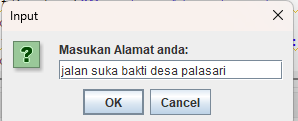 Input
Masukan Alamat anda:
jalan suka bakti desa palasari
OK Cancel